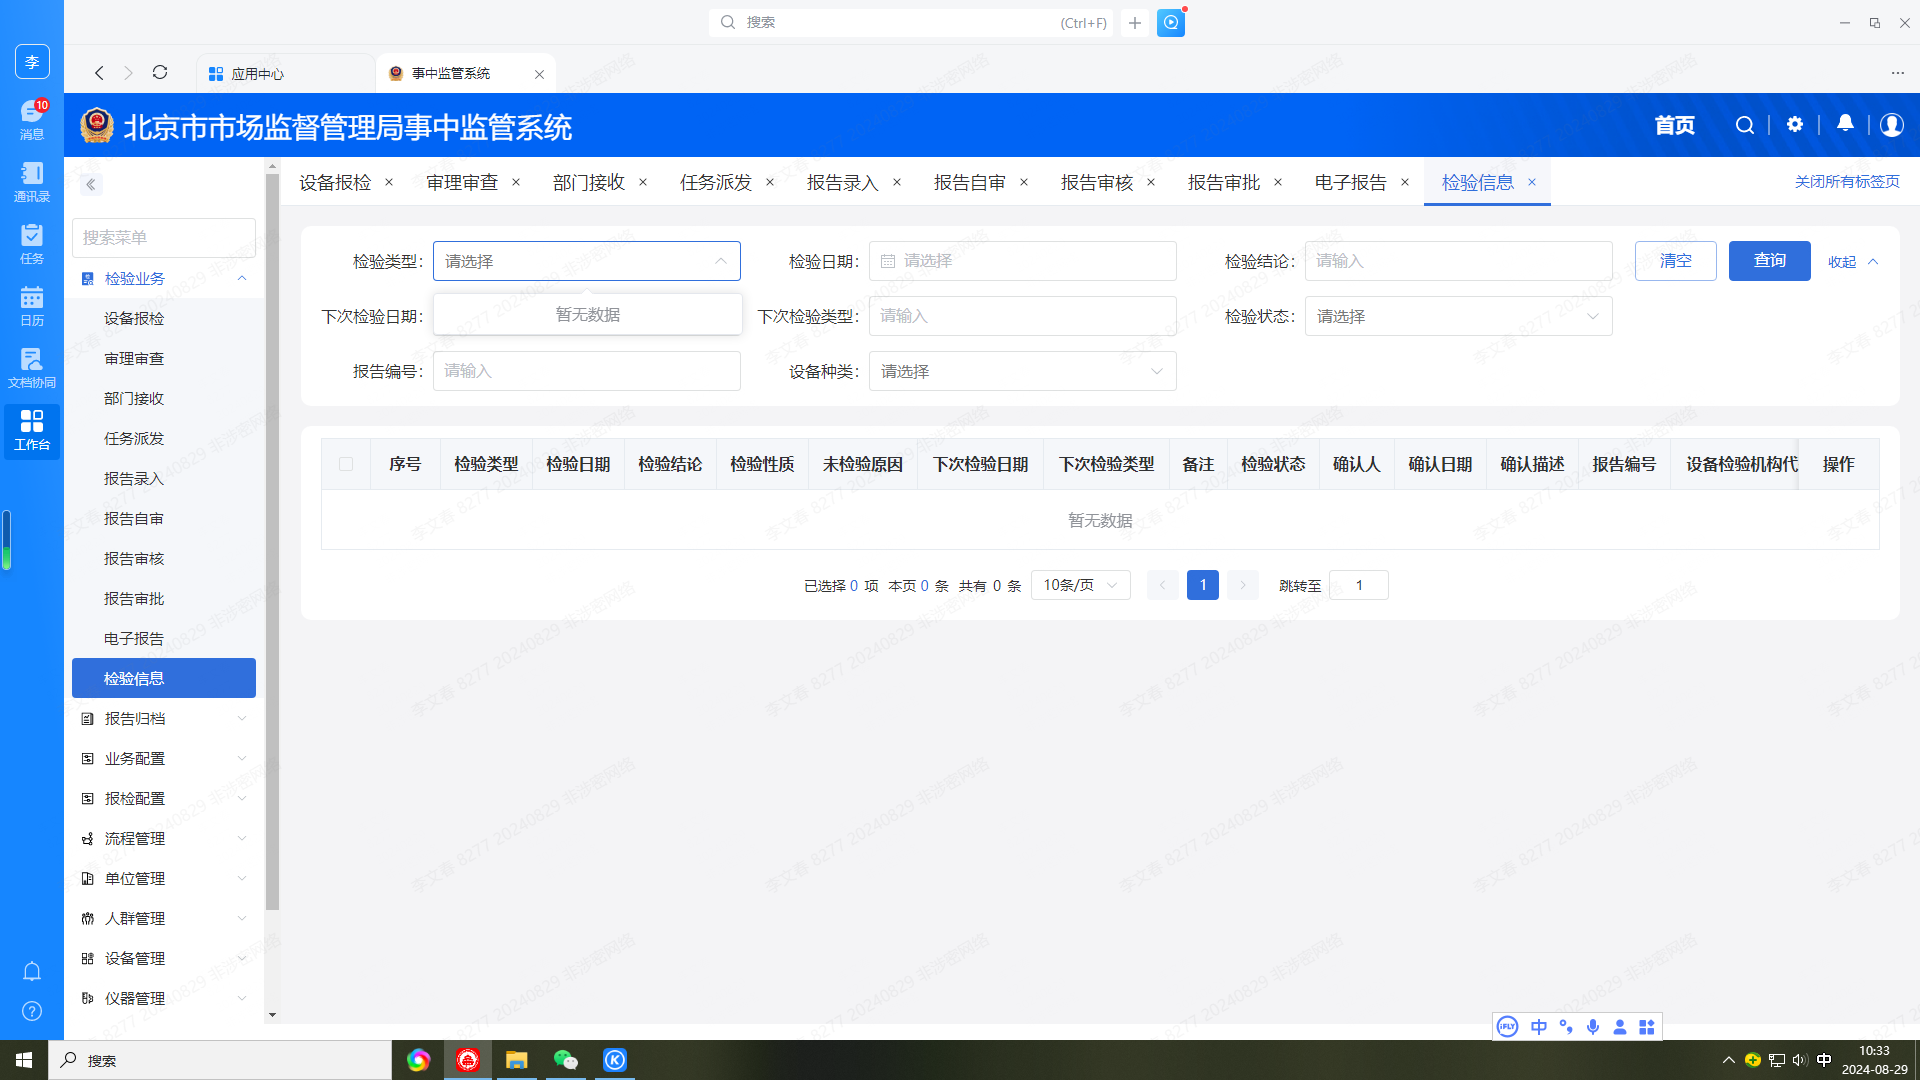 搜索 (Ctrl+F)
李
应用中心 事中监管系统
10
消息
通讯录
任务
日历
文档协同
工作台
北京市市场监督管理局事中监管系统 首页
设备报检 审理审查 部门接收 任务派发 报告录入 报告自审 报告审核 报告审批 电子报告 检验信息 关闭所有标签页
搜索菜单
检验业务
设备报检
审理审查
部门接收
任务派发
报告录入
报告自审
报告审核
报告审批
电子报告
检验信息
报告归档
业务配置
报检配置
流程管理
单位管理
人群管理
设备管理
仪器管理
检验类型: 请选择 检验日期: 请选择 检验结论: 请输入 清空 查询 收起
下次检验日期: 暂无数据 下次检验类型: 请输入 检验状态: 请选择
报告编号: 请输入 设备种类: 请选择
序号 检验类型 检验日期 检验结论 检验性质 未检验原因 下次检验日期 下次检验类型 备注 检验状态 确认人 确认日期 确认描述 报告编号 设备检验机构代 操作
暂无数据
已选择 0 项 本页 0 条 共有 0 条 10条/页 1 跳转至 1
李文春 8277 20240829 非涉密网络
iFLY 中
搜索
中
10:33
2024-08-29